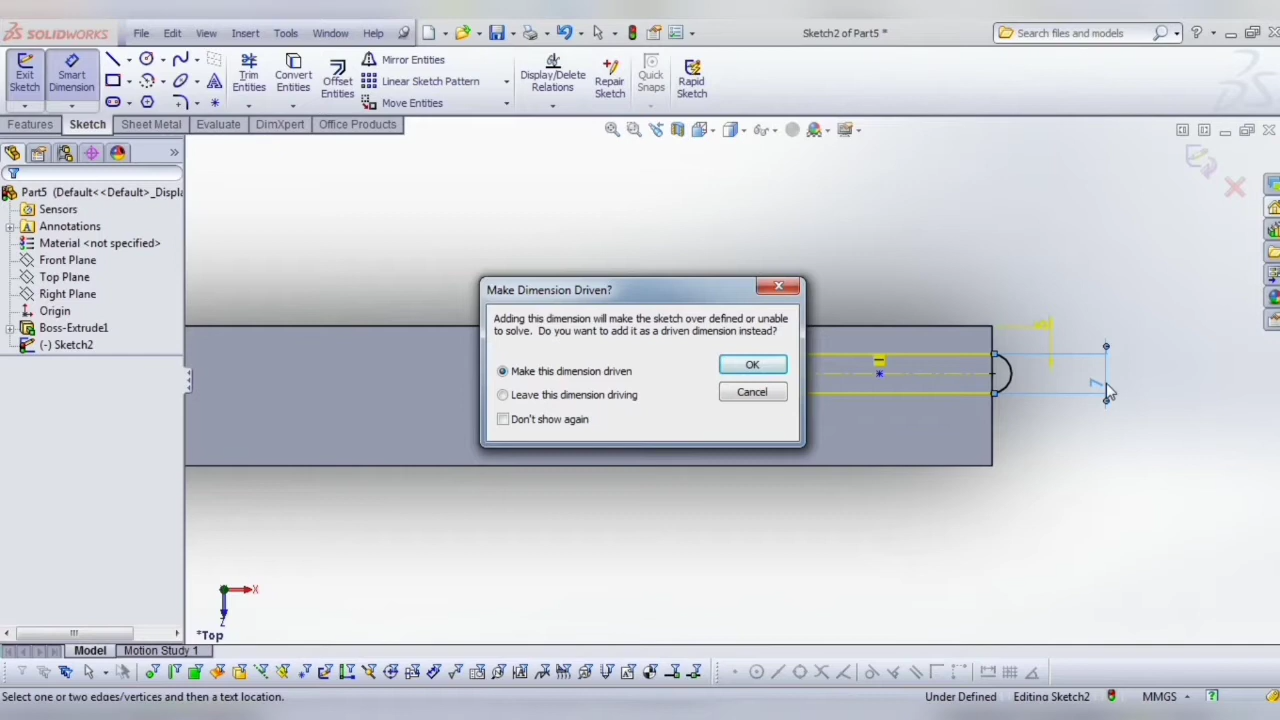 SOLIDWORKS File Edit View Insert Tools Window Help Sketch2 of Part5 * Search files and models
Exit Sketch
Smart Dimension
Trim Entities
Convert Entities
Offset Entities
Mirror Entities
Linear Sketch Pattern
Move Entities
Display/Delete Relations
Repair Sketch
Quick Snaps
Rapid Sketch
Features Sketch Sheet Metal Evaluate DimXpert Office Products
Part5 (Default<<Default>_Displa
Sensors
Annotations
Material <not specified>
Front Plane
Top Plane
Right Plane
Origin
Boss-Extrude1
(-) Sketch2
Make Dimension Driven?
Adding this dimension will make the sketch over defined or unable
to solve. Do you want to add it as a driven dimension instead?
Make this dimension driven
Leave this dimension driving
Don't show again
OK
Cancel
7
X
Z
*Top
Model Motion Study 1
Select one or two edges/vertices and then a text location. Under Defined Editing Sketch2 MMGS